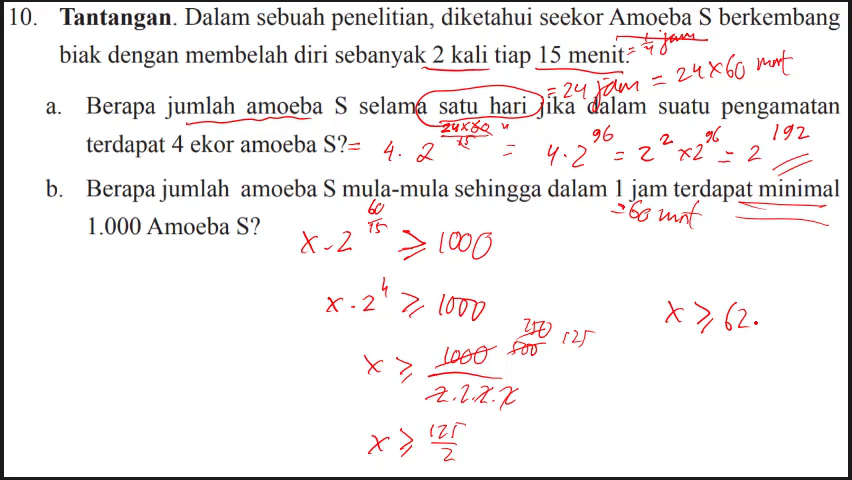 10. Tantangan. Dalam sebuah penelitian, diketahui seekor Amoeba S berkembang
biak dengan membelah diri sebanyak 2 kali tiap 15 menit. = 1/4 jam
= 24 jam = 24 x 60 mnt
a. Berapa jumlah amoeba S selama satu hari jika dalam suatu pengamatan
terdapat 4 ekor amoeba S? = 4 . 2^(24x60/15) = 4 . 2^96 = 2^2 x 2^96 = 2^192
b. Berapa jumlah amoeba S mula-mula sehingga dalam 1 jam terdapat minimal
1.000 Amoeba S?
= 60 mnt
x . 2^(60/15) ≥ 1000
x . 2^4 ≥ 1000
x ≥ 1000/2.2.2.2 500 250 125
x ≥ 125/2
x ≥ 62.